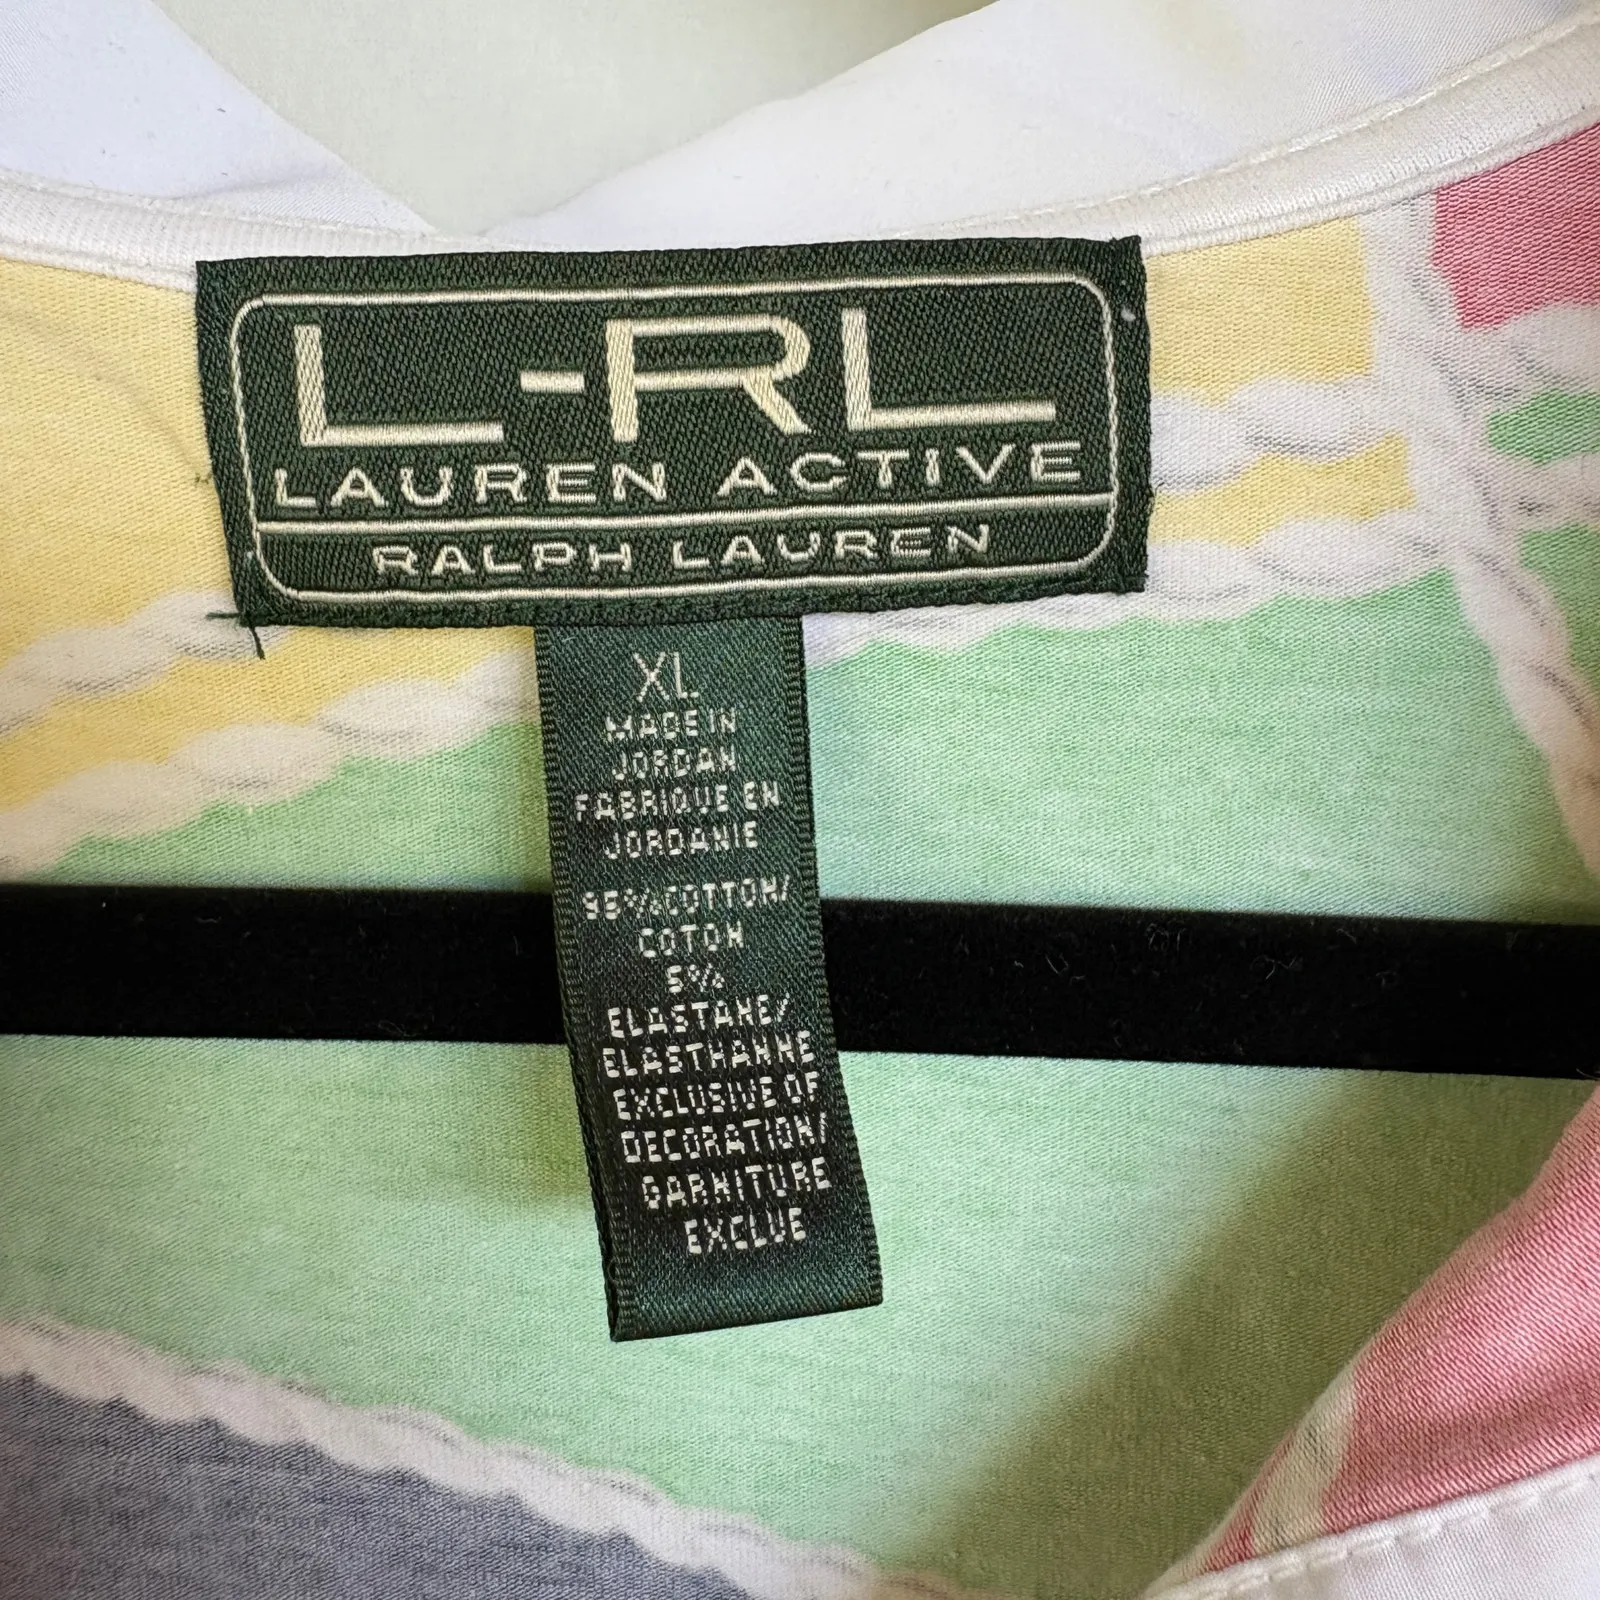 L-RL
LAUREN ACTIVE
RALPH LAUREN
XL
MADE IN
JORDAN
FABRIQUE EN
JORDANIE
95% COTTON/
COTON
5%
ELASTANE/
ELASTHANNE
EXCLUSIVE OF
DECORATION/
GARNITURE
EXCLUE